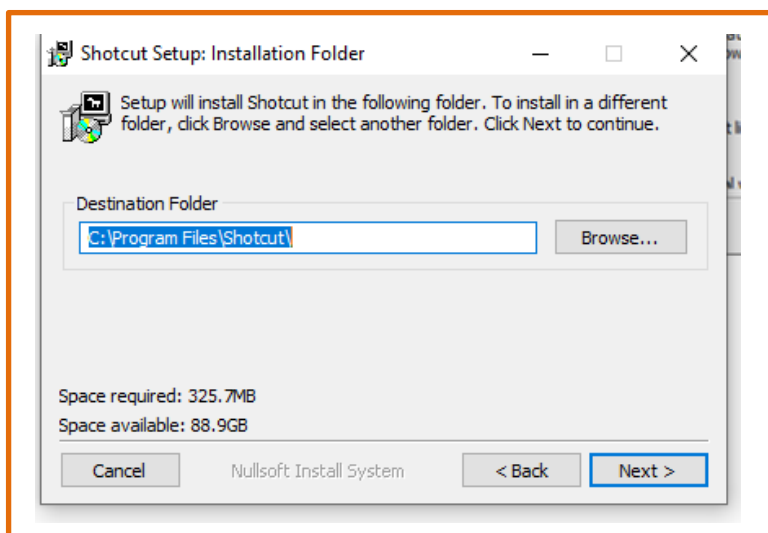 Shotcut Setup: Installation Folder
Setup will install Shotcut in the following folder. To install in a different
folder, click Browse and select another folder. Click Next to continue.
Destination Folder
C:\Program Files\Shotcut\
Browse...
Space required: 325.7MB
Space available: 88.9GB
Cancel
Nullsoft Install System
< Back
Next >